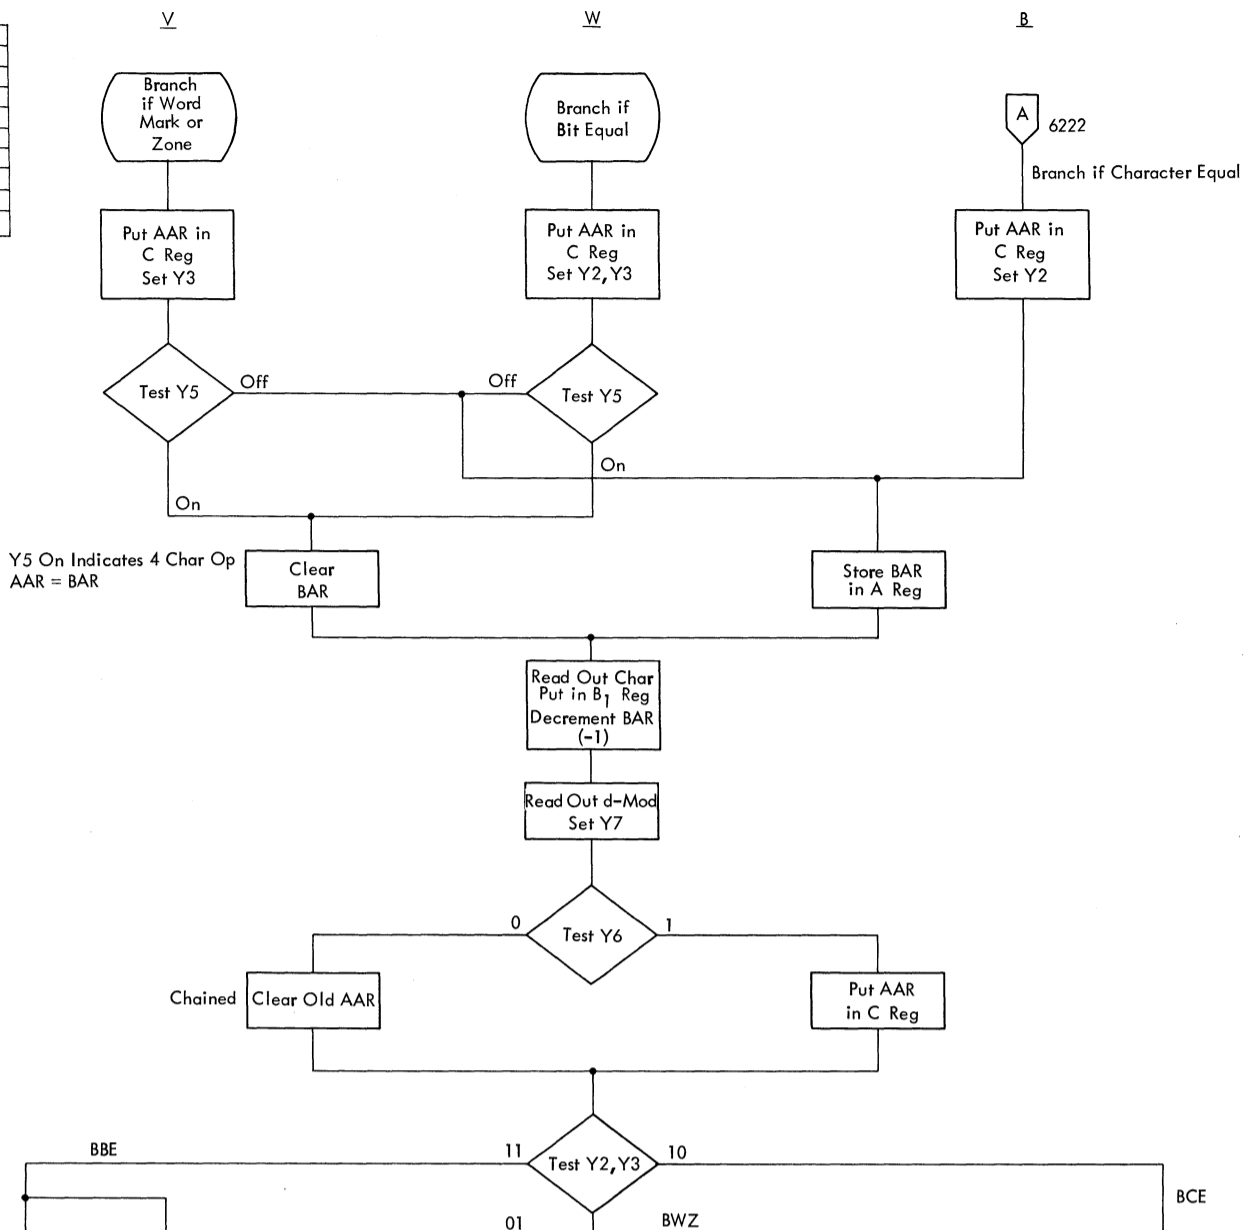 V
W
B
Branch
if Word
Mark or
Zone
Branch if
Bit Equal
A
6222
Branch if Character Equal
Put AAR in
C Reg
Set Y3
Put AAR in
C Reg
Set Y2,Y3
Put AAR in
C Reg
Set Y2
Test Y5
Off
Off
Test Y5
On
On
Y5 On Indicates 4 Char Op
AAR = BAR
Clear
BAR
Store BAR
in A Reg
Read Out Char
Put in B1 Reg
Decrement BAR
(-1)
Read Out d-Mod
Set Y7
0
Test Y6
1
Chained
Clear Old AAR
Put AAR
in C Reg
BBE
11
Test Y2,Y3
10
BCE
01
BWZ